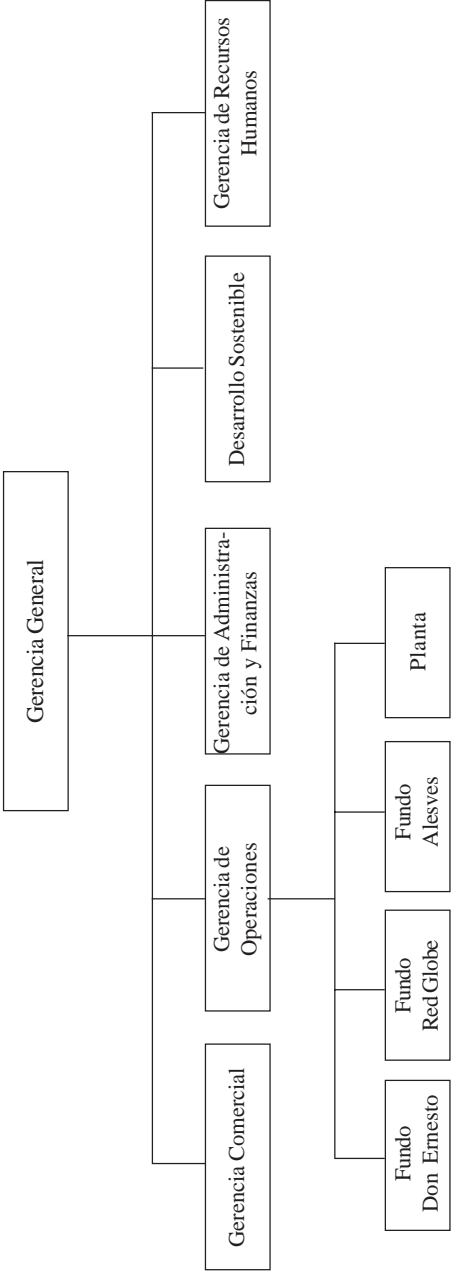 Gerencia General
Gerencia Comercial
Gerencia de
Operaciones
Gerencia de Administra-
ción y Finanzas
Desarrollo Sostenible
Gerencia de Recursos
Humanos
Fundo
Don Ernesto
Fundo
Red Globe
Fundo
Alesves
Planta